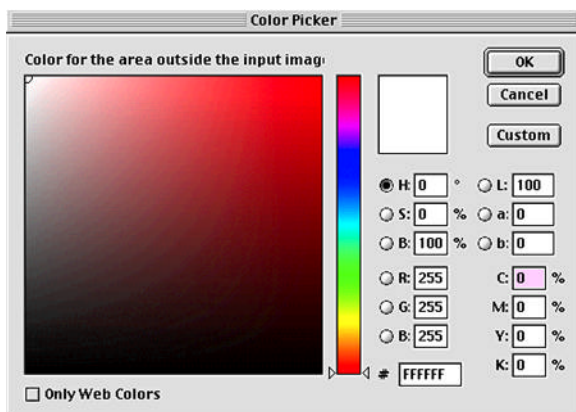 Color Picker
Color for the area outside the input imag
OK
Cancel
Custom
H: 0 ° L: 100
S: 0 % a: 0
B: 100 % b: 0
R: 255 C: 0 %
G: 255 M: 0 %
B: 255 Y: 0 %
# FFFFFF K: 0 %
Only Web Colors